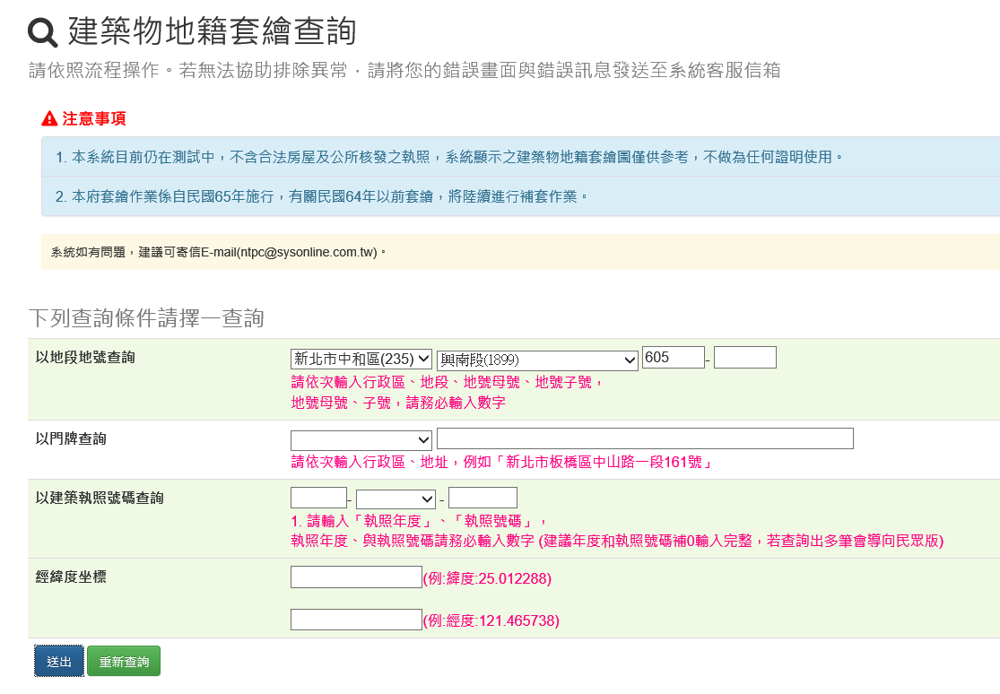 建築物地籍套繪查詢
請依照流程操作。若無法協助排除異常，請將您的錯誤畫面與錯誤訊息發送至系統客服信箱
注意事項
1. 本系統目前仍在測試中，不含合法房屋及公所核發之執照，系統顯示之建築物地籍套繪圖僅供參考，不做為任何證明使用。
2. 本府套繪作業係自民國65年施行，有關民國64年以前套繪，將陸續進行補套作業。
系統如有問題，建議可寄信E-mail(ntpc@sysonline.com.tw)。
下列查詢條件請擇一查詢
以地段地號查詢 新北市中和區(235) 興南段(1899) 605 -
請依次輸入行政區、地段、地號母號、地號子號，
地號母號、子號，請務必輸入數字
以門牌查詢
請依次輸入行政區、地址，例如「新北市板橋區中山路一段161號」
以建築執照號碼查詢 - -
1. 請輸入「執照年度」、「執照號碼」，
執照年度、與執照號碼請務必輸入數字 (建議年度和執照號碼補0輸入完整，若查詢出多筆會導向民眾版)
經緯度坐標 (例:緯度:25.012288)
(例:經度:121.465738)
送出 重新查詢